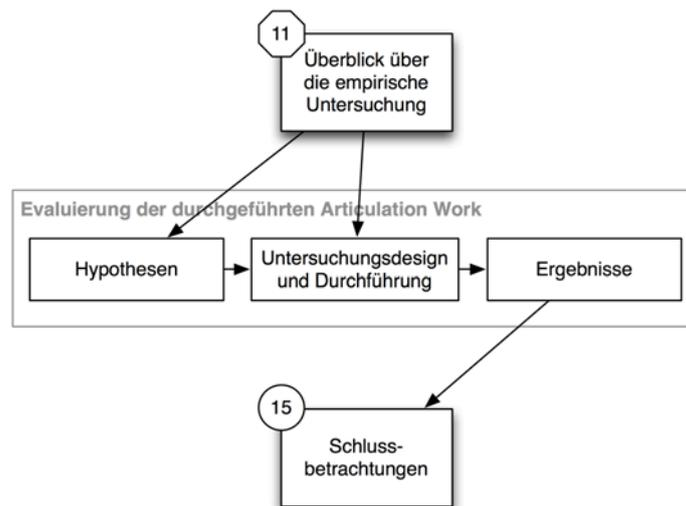 11
Überblick über
die empirische
Untersuchung
Evaluierung der durchgeführten Articulation Work
Hypothesen
Untersuchungsdesign
und Durchführung
Ergebnisse
15
Schluss-
betrachtungen